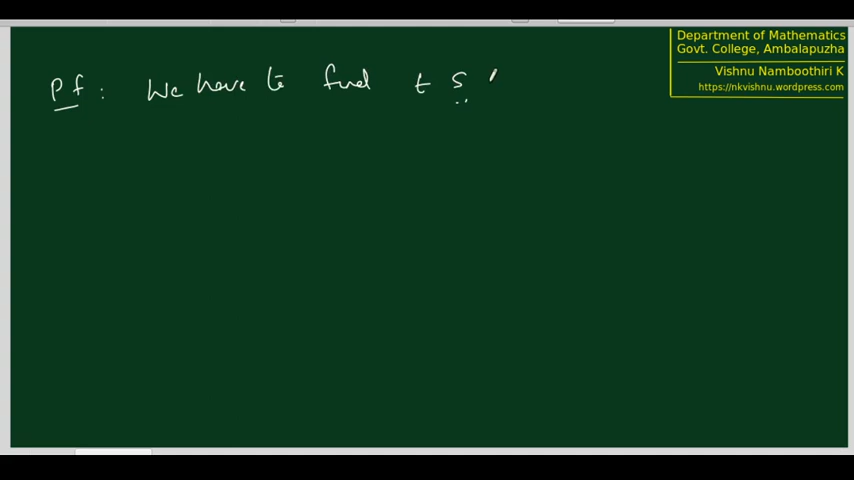 Department of Mathematics
Govt. College, Ambalapuzha
Vishnu Namboothiri K
https://nkvishnu.wordpress.com
Pf : We have to find t S